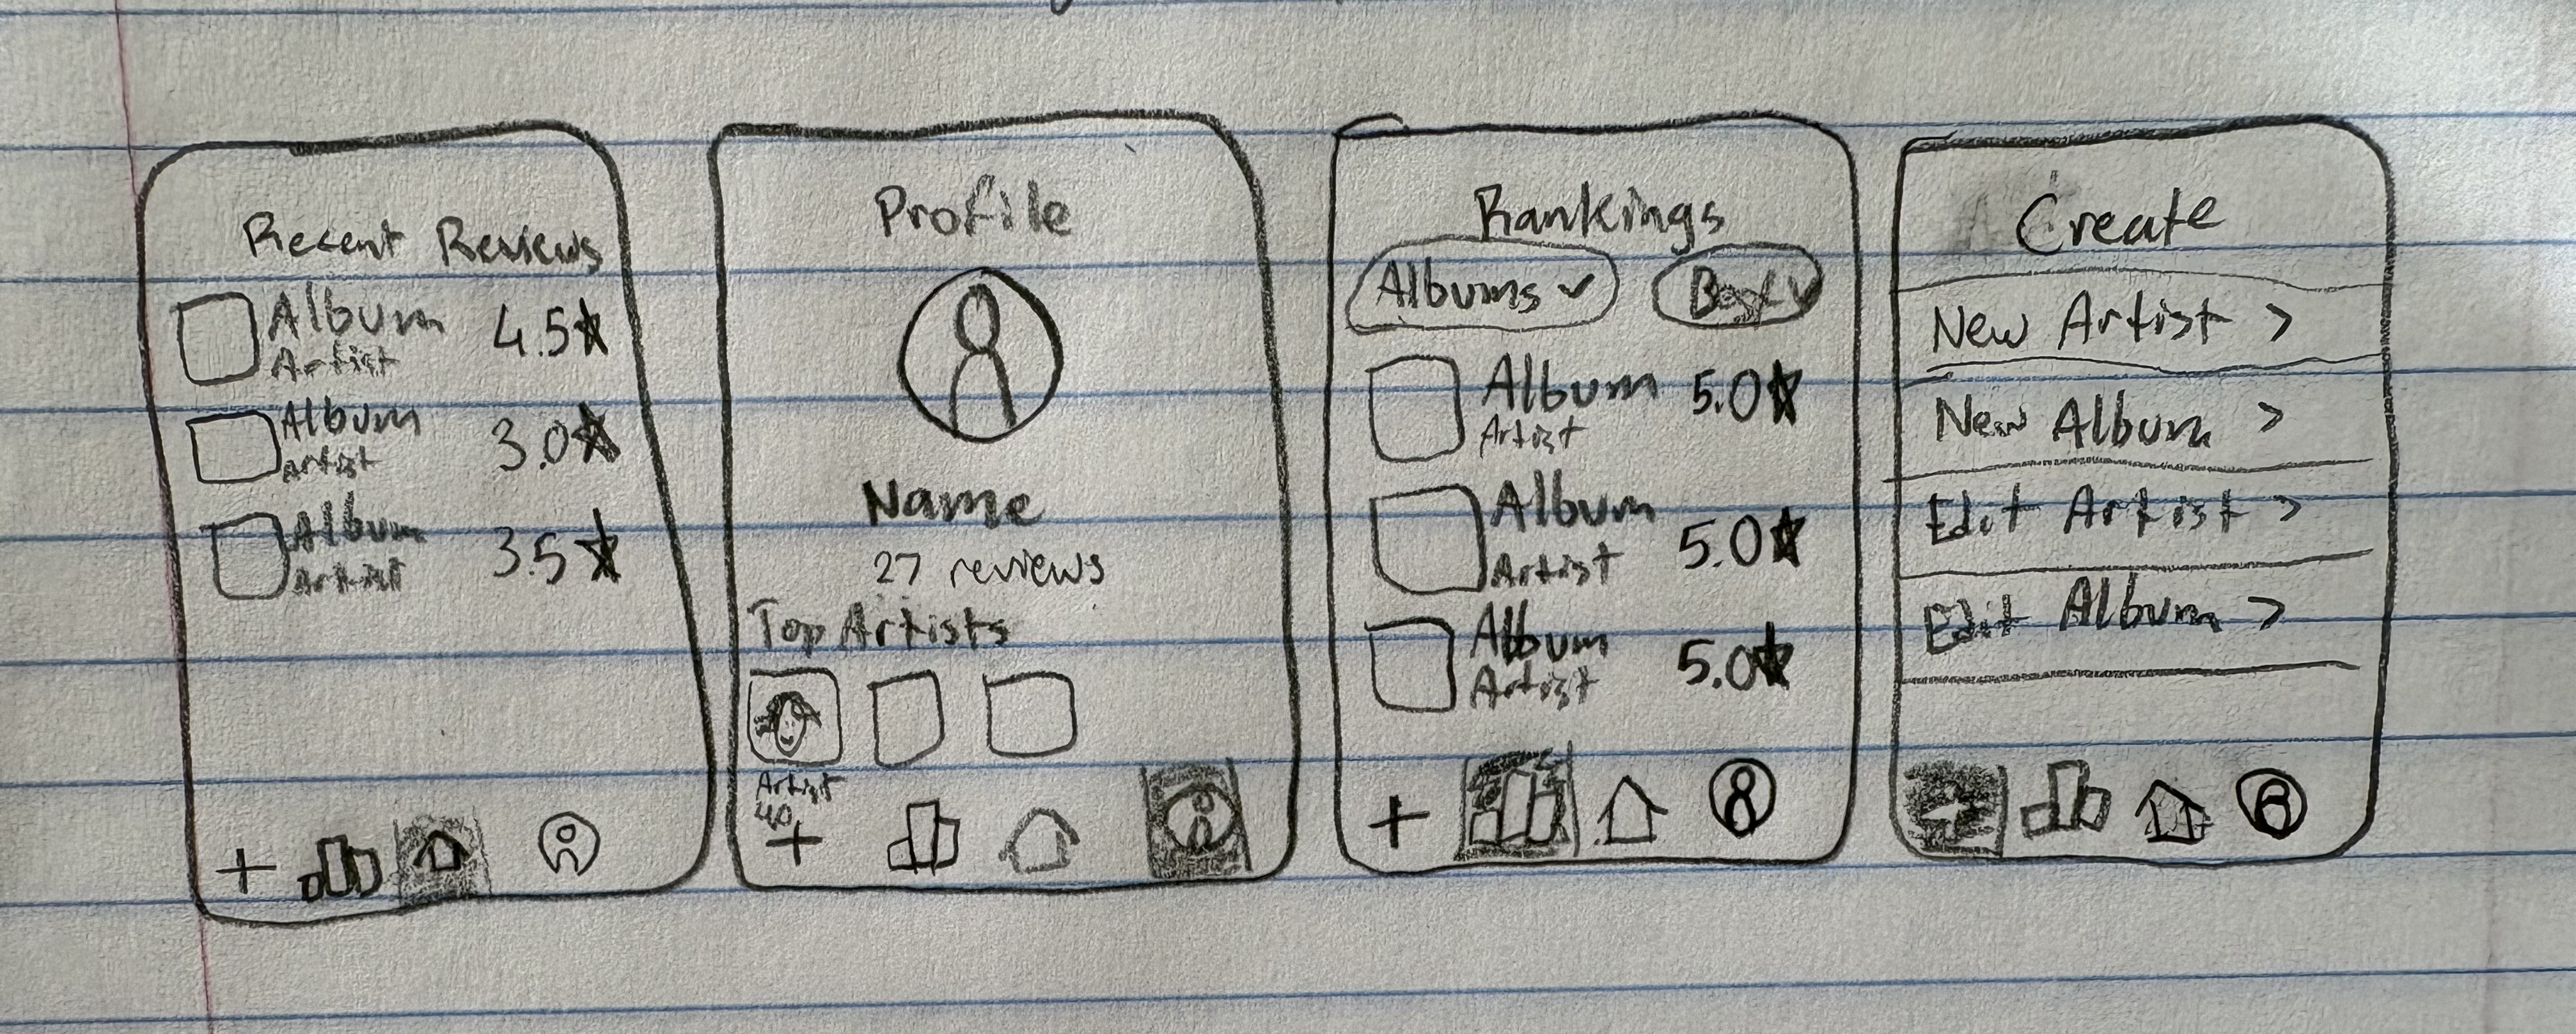 Recent Reviews
Album 4.5★
Artist
Album 3.0★
Artist
Album 3.5★
Artist
Profile
Name
27 reviews
Top Artists
Artist
Rankings
Albums Best
Album 5.0★
Artist
Album 5.0★
Artist
Album 5.0★
Artist
Create
New Artist >
New Album >
Edit Artist >
Edit Album >